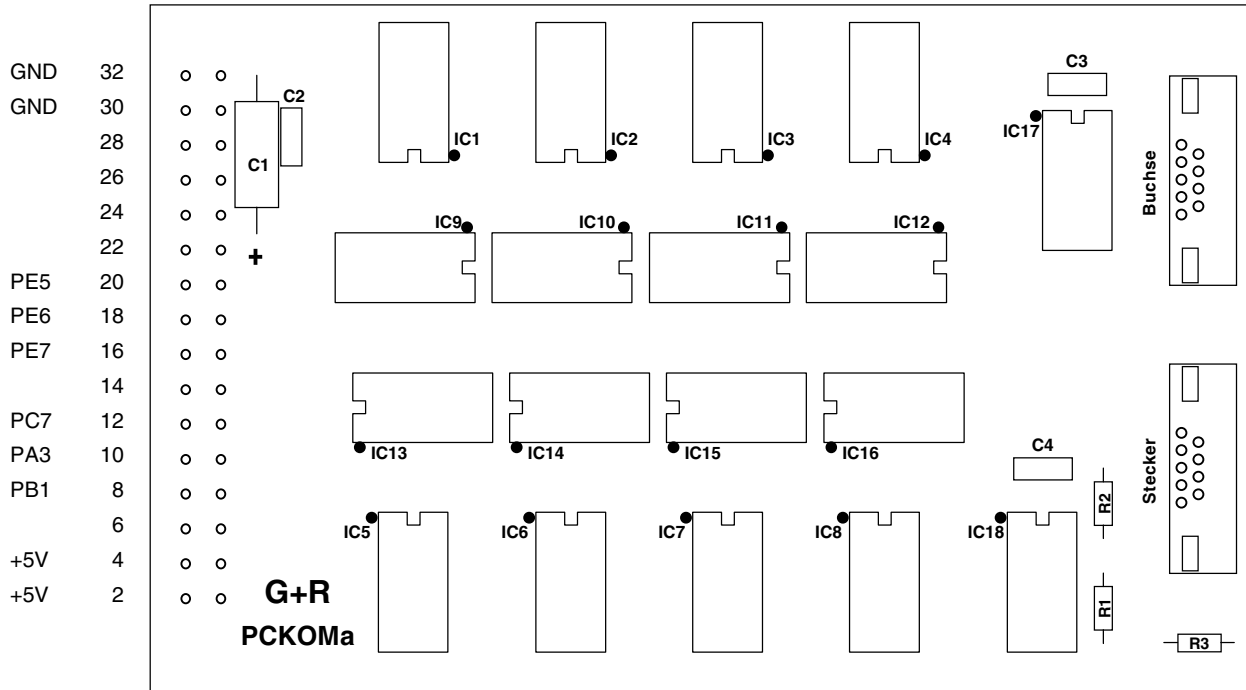 GND 32
GND 30
28
26
24
22
PE5 20
PE6 18
PE7 16
14
PC7 12
PA3 10
PB1 8
6
+5V 4
+5V 2
C1
C2
+
IC1
IC2
IC3
IC4
C3
IC17
Buchse
IC9
IC10
IC11
IC12
IC13
IC14
IC15
IC16
C4
R2
Stecker
IC5
IC6
IC7
IC8
IC18
R1
R3
G+R
PCKOMa